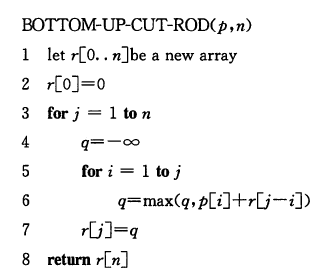 BOTTOM-UP-CUT-ROD(p,n)
1 let r[0..n]be a new array
2 r[0]=0
3 for j = 1 to n
4 q=-∞
5 for i = 1 to j
6 q=max(q,p[i]+r[j-i])
7 r[j]=q
8 return r[n]